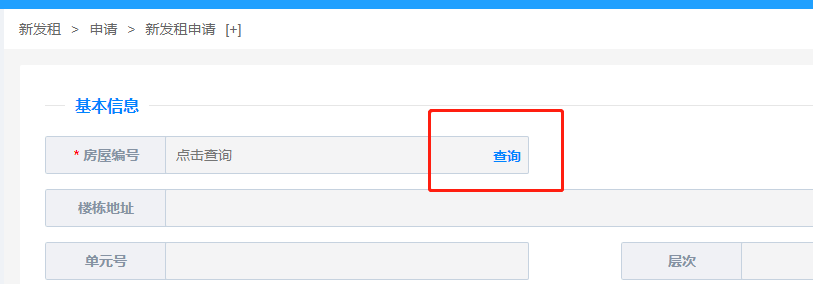 新发租 > 申请 > 新发租申请 [+]
基本信息
* 房屋编号 点击查询 查询
楼栋地址
单元号 层次